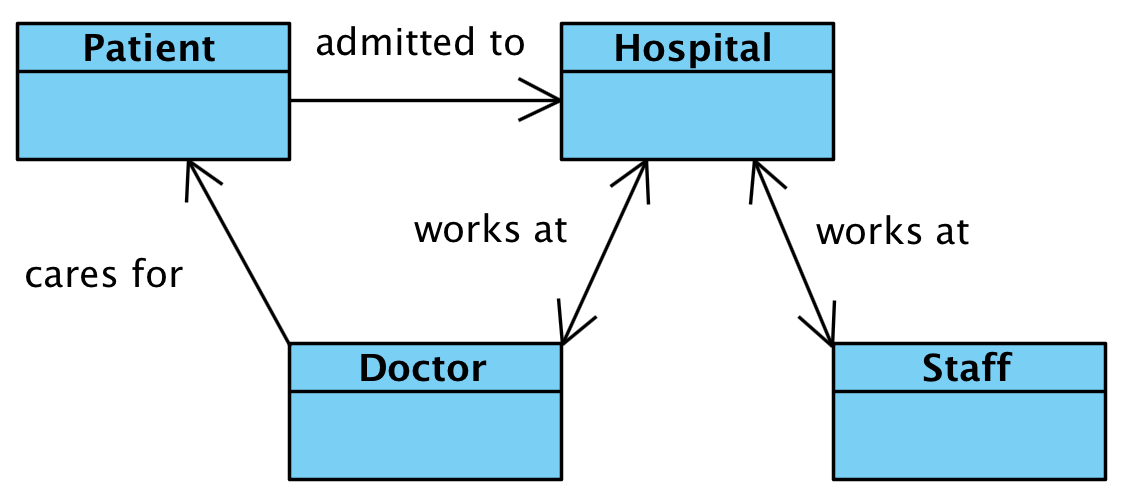 Patient
admitted to
Hospital
works at
works at
cares for
Doctor
Staff